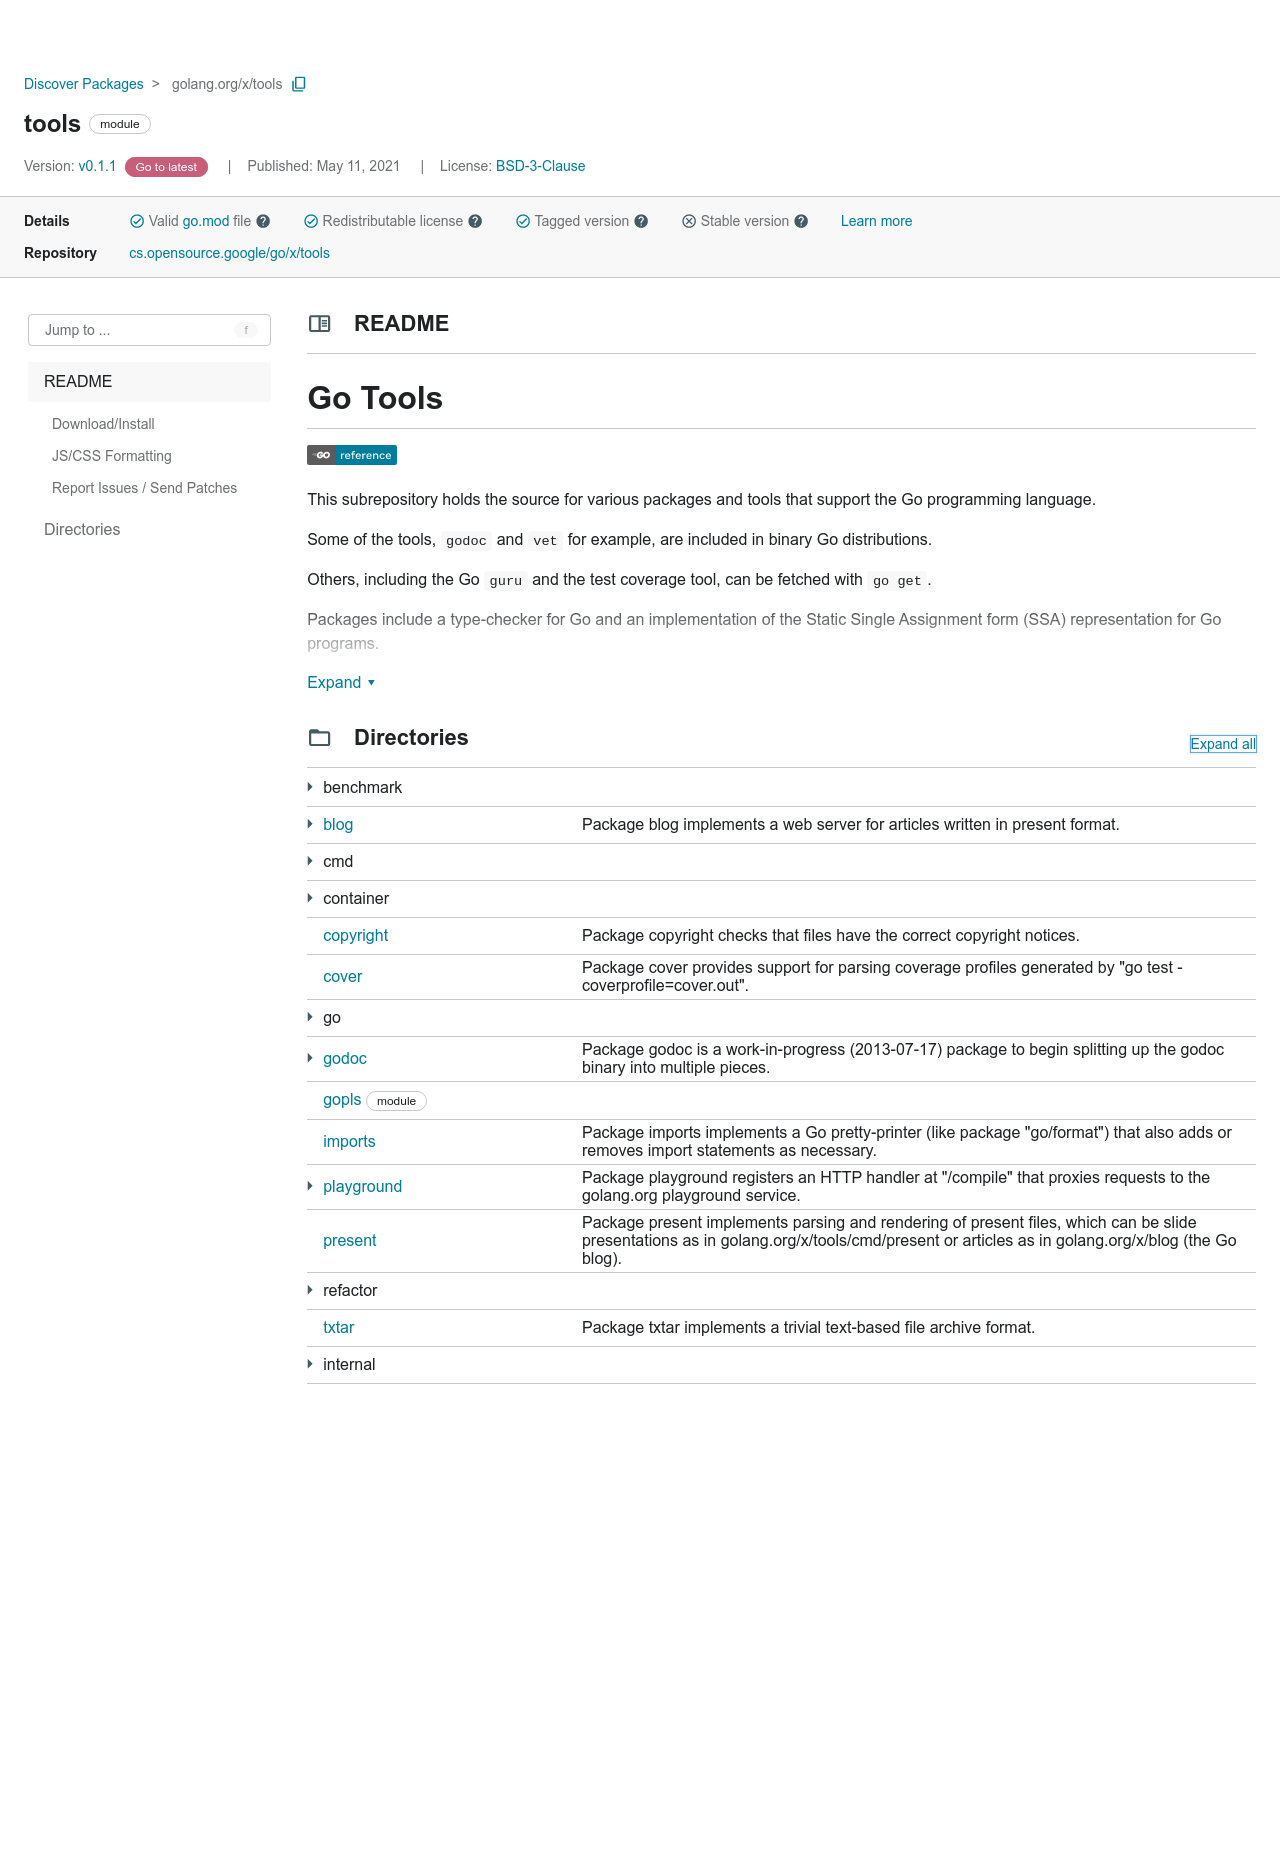 Discover Packages > golang.org/x/tools
tools module
Version: v0.1.1 Go to latest | Published: May 11, 2021 | License: BSD-3-Clause
Details Valid go.mod file Redistributable license Tagged version Stable version Learn more
Repository cs.opensource.google/go/x/tools
Jump to ... f
README
Download/Install
JS/CSS Formatting
Report Issues / Send Patches
Directories
README
Go Tools
GO reference
This subrepository holds the source for various packages and tools that support the Go programming language.
Some of the tools, godoc and vet for example, are included in binary Go distributions.
Others, including the Go guru and the test coverage tool, can be fetched with go get.
Packages include a type-checker for Go and an implementation of the Static Single Assignment form (SSA) representation for Go
programs.
Expand ▼
Directories Expand all
benchmark
blog Package blog implements a web server for articles written in present format.
cmd
container
copyright Package copyright checks that files have the correct copyright notices.
cover Package cover provides support for parsing coverage profiles generated by "go test -
coverprofile=cover.out".
go
godoc Package godoc is a work-in-progress (2013-07-17) package to begin splitting up the godoc
binary into multiple pieces.
gopls module
imports Package imports implements a Go pretty-printer (like package "go/format") that also adds or
removes import statements as necessary.
playground Package playground registers an HTTP handler at "/compile" that proxies requests to the
golang.org playground service.
present Package present implements parsing and rendering of present files, which can be slide
presentations as in golang.org/x/tools/cmd/present or articles as in golang.org/x/blog (the Go
blog).
refactor
txtar Package txtar implements a trivial text-based file archive format.
internal